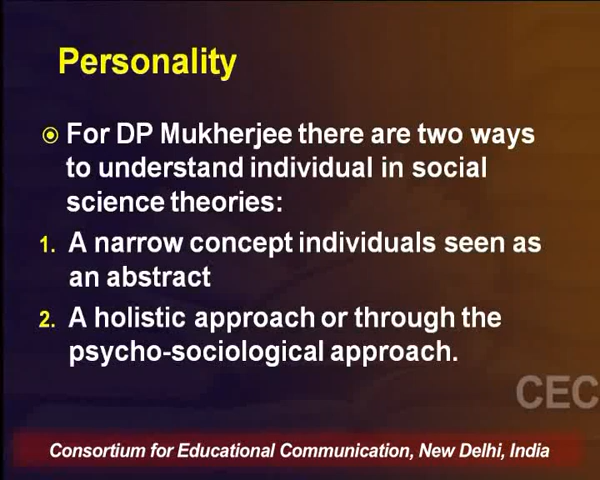 Personality
For DP Mukherjee there are two ways
to understand individual in social
science theories:
1. A narrow concept individuals seen as
an abstract
2. A holistic approach or through the
psycho-sociological approach.
CEC
Consortium for Educational Communication, New Delhi, India